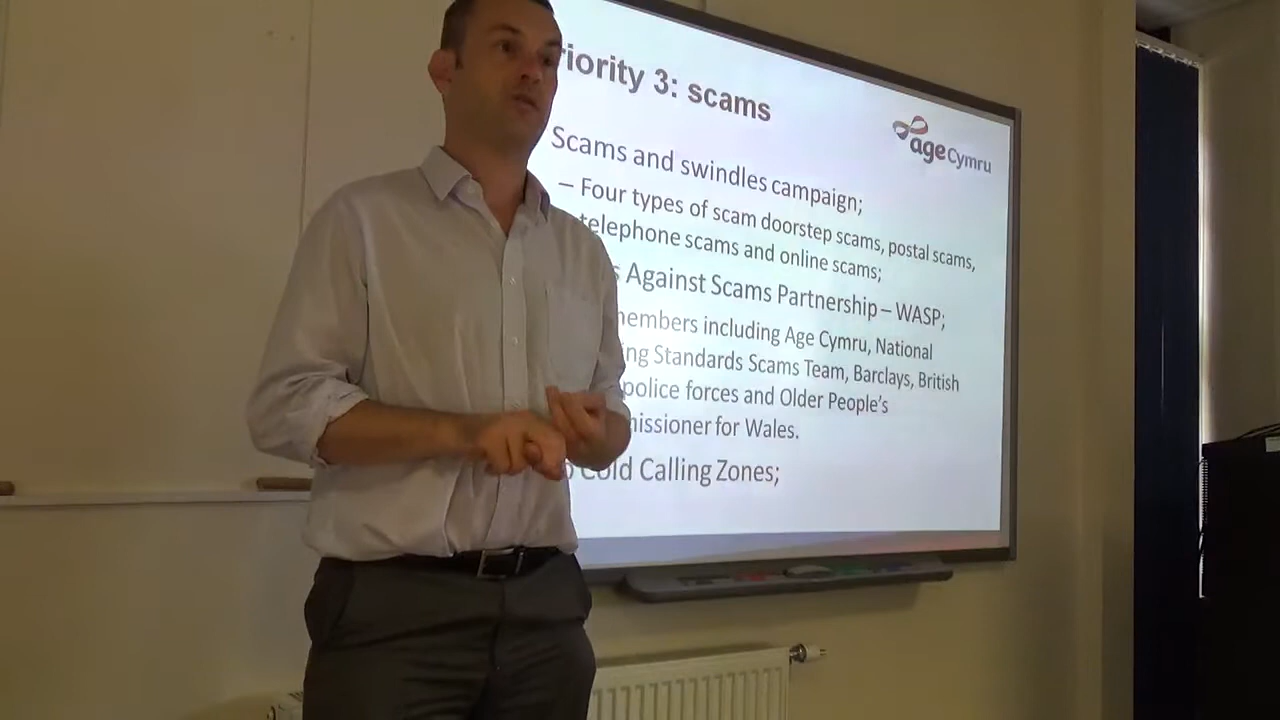 riority 3: scams
age Cymru
Scams and swindles campaign;
– Four types of scam doorstep scams, postal scams,
telephone scams and online scams;
s Against Scams Partnership – WASP;
members including Age Cymru, National
ing Standards Scams Team, Barclays, British
police forces and Older People's
missioner for Wales.
Cold Calling Zones;